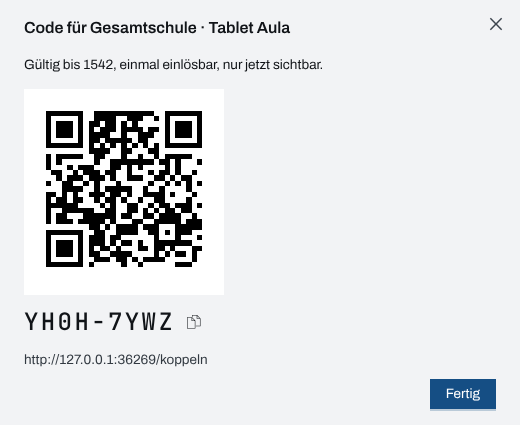 Code für Gesamtschule · Tablet Aula
Gültig bis 1542, einmal einlösbar, nur jetzt sichtbar.
YH0H-7YWZ
http://127.0.0.1:36269/koppeln
Fertig